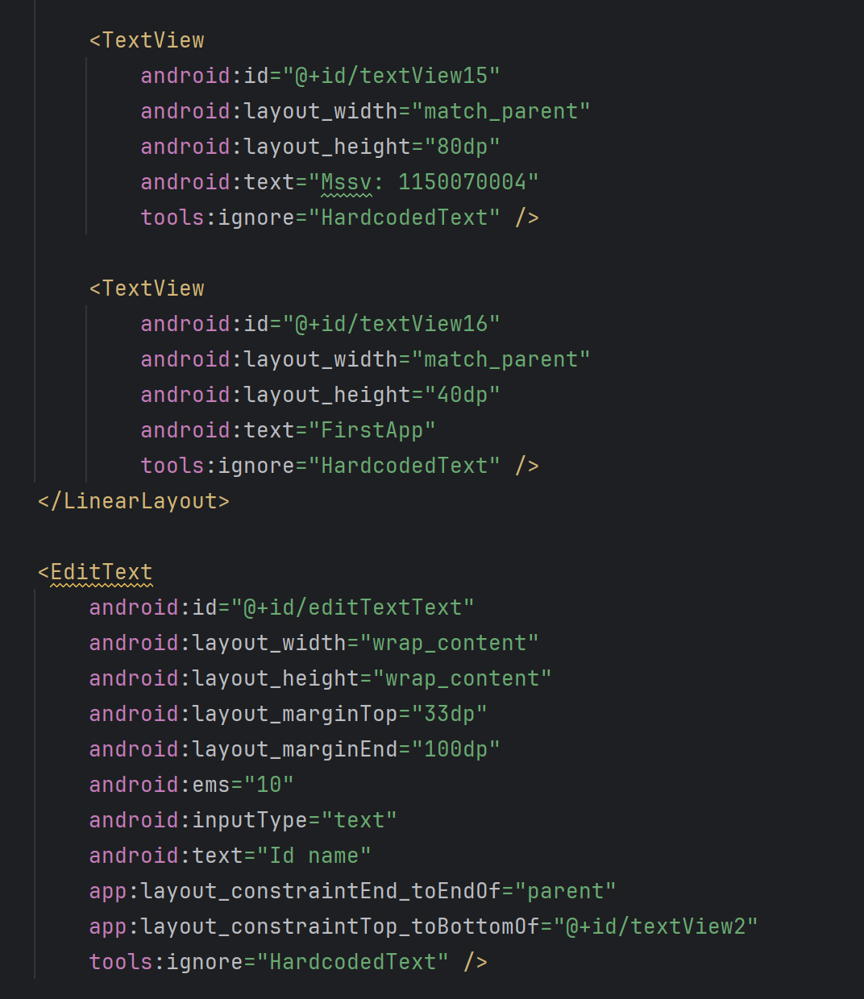 <TextView
android:id="@+id/textView15"
android:layout_width="match_parent"
android:layout_height="80dp"
android:text="Mssv: 1150070004"
tools:ignore="HardcodedText" />
<TextView
android:id="@+id/textView16"
android:layout_width="match_parent"
android:layout_height="40dp"
android:text="FirstApp"
tools:ignore="HardcodedText" />
</LinearLayout>
<EditText
android:id="@+id/editTextText"
android:layout_width="wrap_content"
android:layout_height="wrap_content"
android:layout_marginTop="33dp"
android:layout_marginEnd="100dp"
android:ems="10"
android:inputType="text"
android:text="Id name"
app:layout_constraintEnd_toEndOf="parent"
app:layout_constraintTop_toBottomOf="@+id/textView2"
tools:ignore="HardcodedText" />